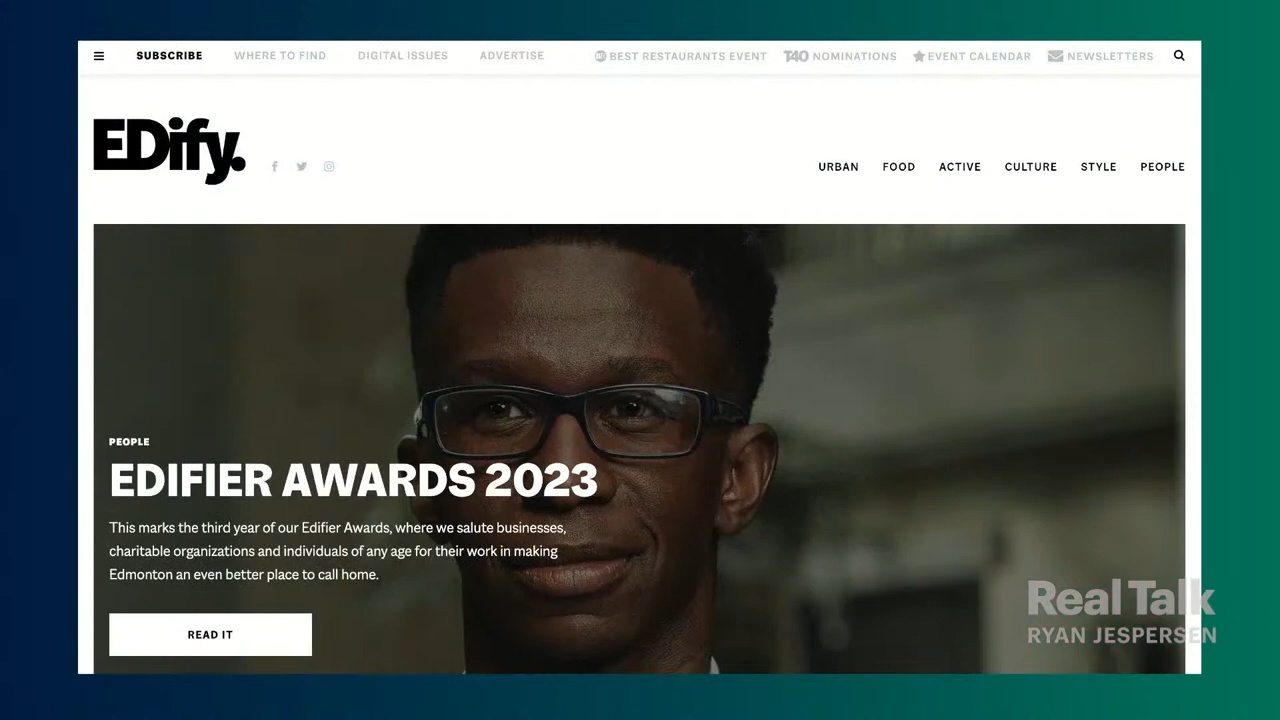 SUBSCRIBE WHERE TO FIND DIGITAL ISSUES ADVERTISE BEST RESTAURANTS EVENT T40 NOMINATIONS EVENT CALENDAR NEWSLETTERS
EDify.
URBAN FOOD ACTIVE CULTURE STYLE PEOPLE
PEOPLE
EDIFIER AWARDS 2023
This marks the third year of our Edifier Awards, where we salute businesses,
charitable organizations and individuals of any age for their work in making
Edmonton an even better place to call home.
READ IT
Real Talk
RYAN JESPERSEN